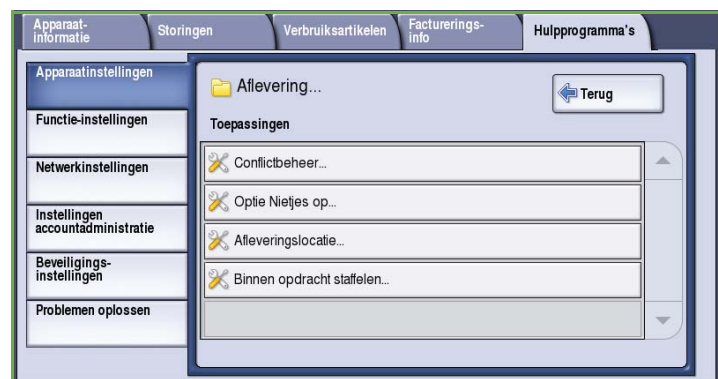 Apparaat-
informatie
Storingen
Verbruiksartikelen
Facturerings-
info
Hulpprogramma's
Apparaatinstellingen
Functie-instellingen
Netwerkinstellingen
Instellingen
accountadministratie
Beveiligings-
instellingen
Problemen oplossen
Aflevering...
Terug
Toepassingen
Conflictbeheer...
Optie Nietjes op...
Afleveringslocatie...
Binnen opdracht staffelen...